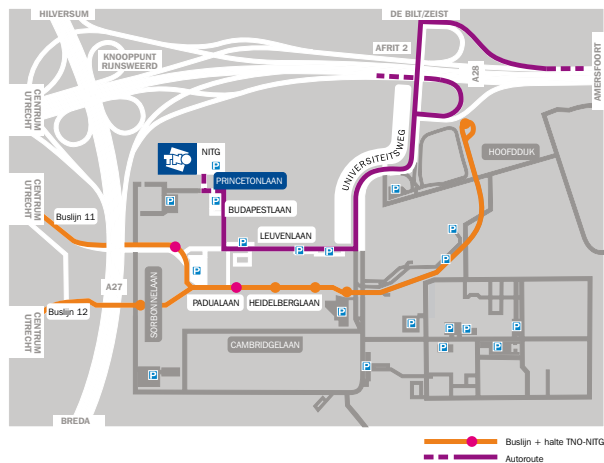 HILVERSUM
DE BILT/ZEIST
AFRIT 2
KNOOPPUNT
RIJNSWEERD
A28
AMERSFOORT
CENTRUM
UTRECHT
TNO
NITG
P
UNIVERSITEITSWEG
HOOFDDIJK
PRINCETONLAAN
P
P
P
CENTRUM
UTRECHT
BUDAPESTLAAN
Buslijn 11
LEUVENLAAN
P
P
P
P
P
P
A27
SORBONNELAAN
PADUALAAN
HEIDELBERGLAAN
Buslijn 12
P
P
P
P
P
CENTRUM
UTRECHT
CAMBRIDGELAAN
P
P
P
P
BREDA
Buslijn + halte TNO-NITG
Autoroute